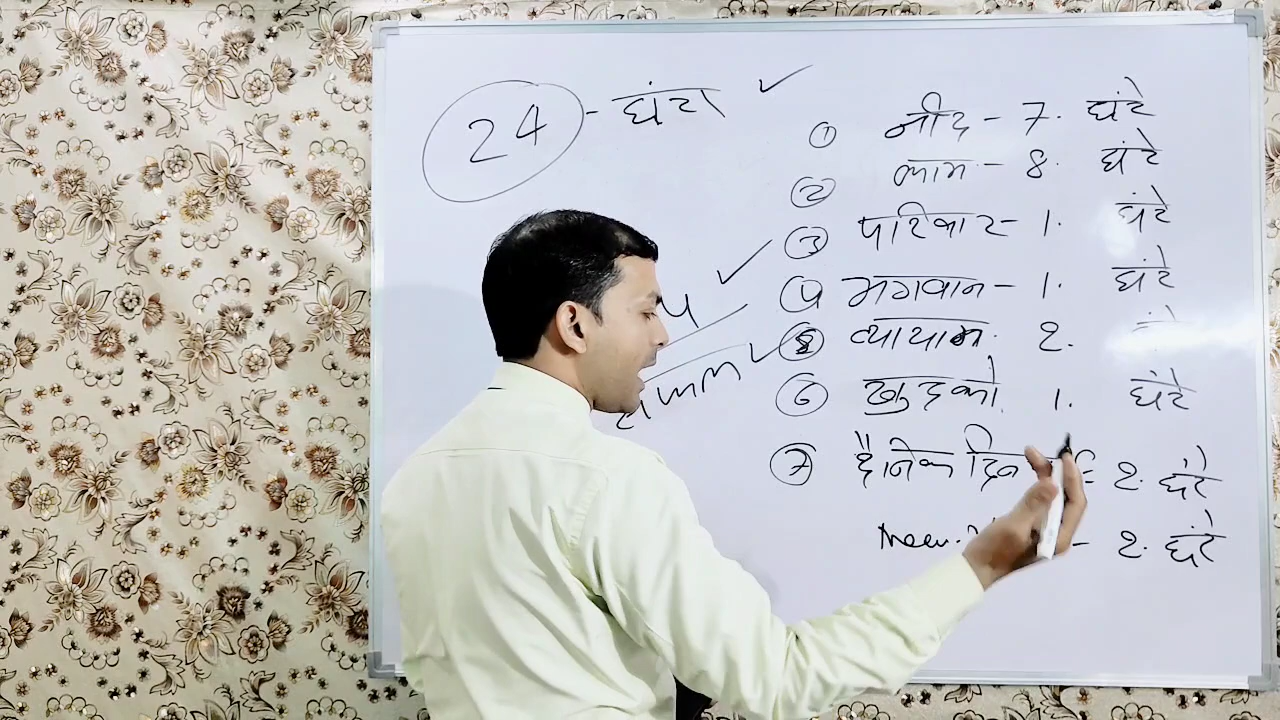 24 - घंटा ✓
① नींद - 7. घंटे
② काम - 8. घंटे
③ परिवार - 1. घंटे
④ भगवान - 1. घंटे
⑤ व्यायाम. 2.
⑥ खुद को. 1. घंटे
⑦ दैनिक 2. घंटे
- 2. घंटे